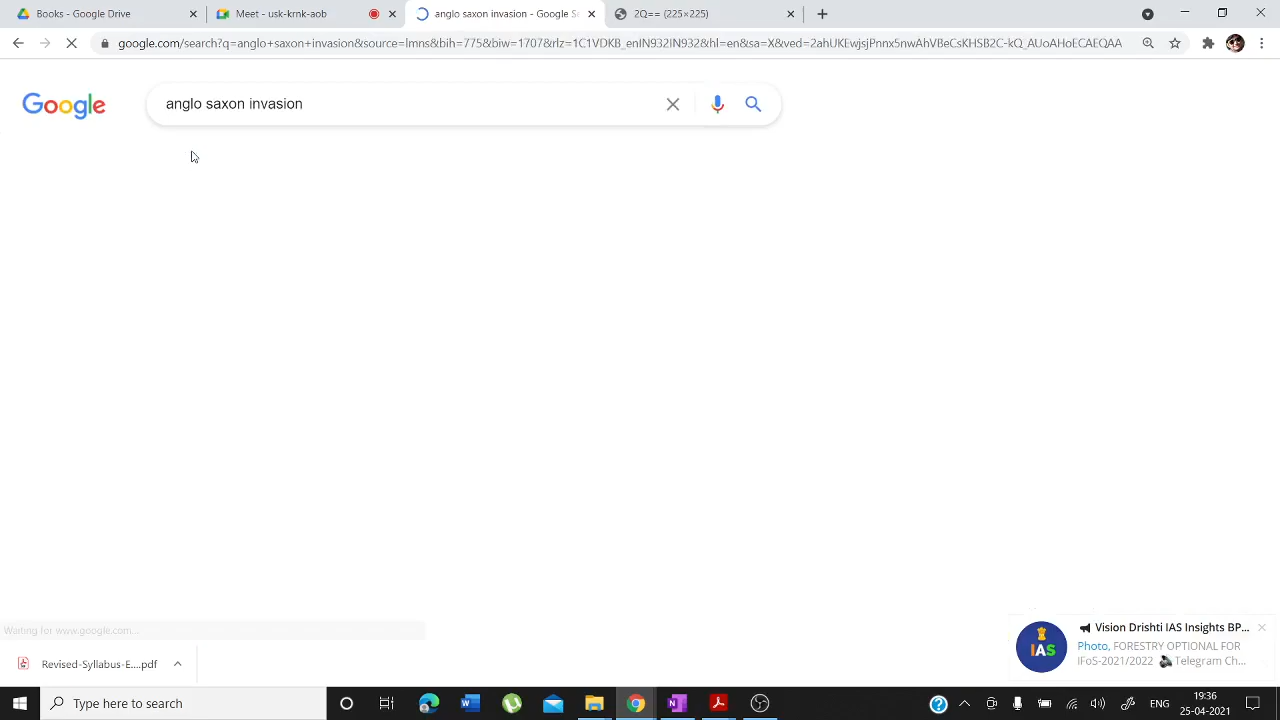 Books - Google Drive
Meet - usk-krnk-aob
anglo saxon invasion - Google Se
2Q== (225×225)
google.com/search?q=anglo+saxon+invasion&source=lmns&bih=775&biw=1707&rlz=1C1VDKB_enIN932IN932&hl=en&sa=X&ved=2ahUKEwjsjPnnx5nwAhVBeCsKHSB2C-kQ_AUoAHoECAEQAA
Google
anglo saxon invasion
Waiting for www.google.com...
Vision Drishti IAS Insights BP...
IAS
Photo, FORESTRY OPTIONAL FOR
IFoS-2021/2022 Telegram Ch...
Revised-Syllabus-E....pdf
Type here to search
ENG
19:36
25-04-2021